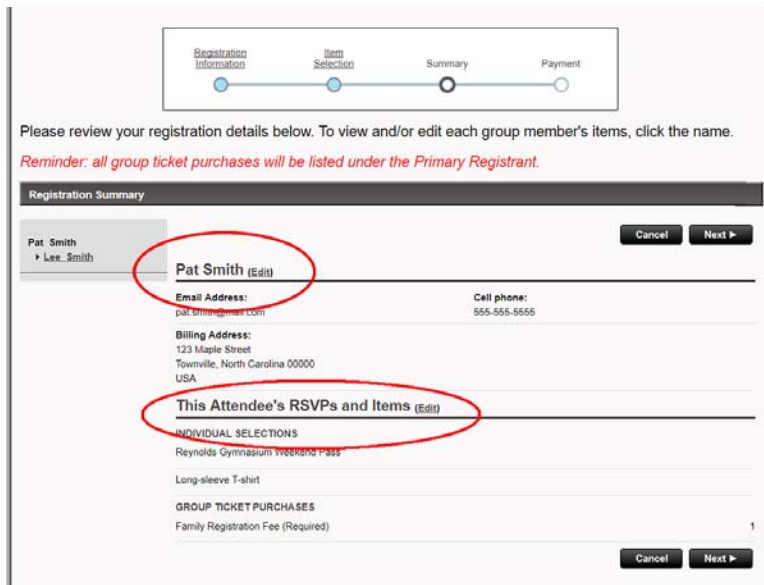 Registration Information
Item Selection
Summary
Payment
Please review your registration details below. To view and/or edit each group member's items, click the name.
Reminder: all group ticket purchases will be listed under the Primary Registrant.
Registration Summary
Pat Smith
Lee Smith
Cancel Next
Pat Smith (Edit)
Email Address: Cell phone:
pat.smith@mail.com 555-555-5555
Billing Address:
123 Maple Street
Townville, North Carolina 00000
USA
This Attendee's RSVPs and Items (Edit)
INDIVIDUAL SELECTIONS
Reynolds Gymnasium Weekend Pass
Long-sleeve T-shirt
GROUP TICKET PURCHASES
Family Registration Fee (Required) 1
Cancel Next